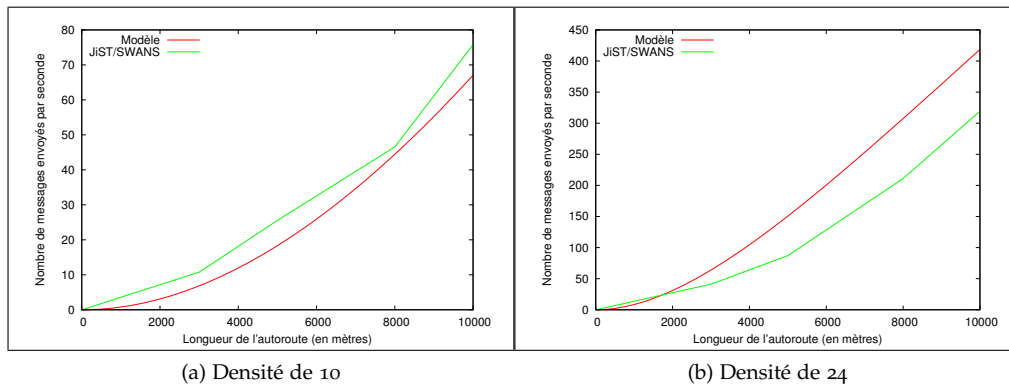 80
70
60
50
40
30
20
10
0
0 2000 4000 6000 8000 10000
Nombre de messages envoyés par seconde
Longueur de l'autoroute (en mètres)
Modèle
JiST/SWANS
(a) Densité de 10
450
400
350
300
250
200
150
100
50
0
0 2000 4000 6000 8000 10000
Nombre de messages envoyés par seconde
Longueur de l'autoroute (en mètres)
Modèle
JiST/SWANS
(b) Densité de 24